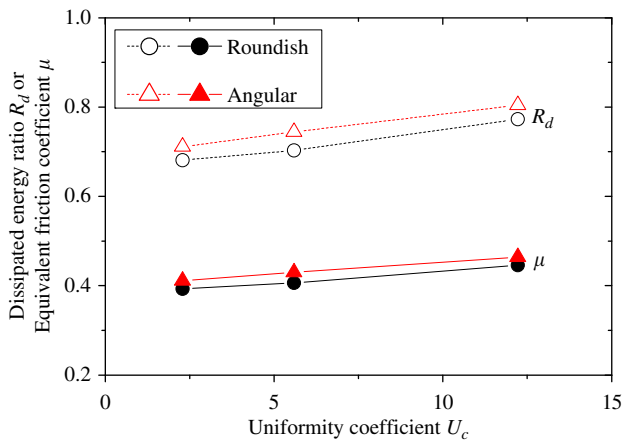 Dissipated energy ratio R_d or
Equivalent friction coefficient μ
1.0
0.8
0.6
0.4
0.2
Roundish
Angular
R_d
μ
0
5
10
15
Uniformity coefficient U_c